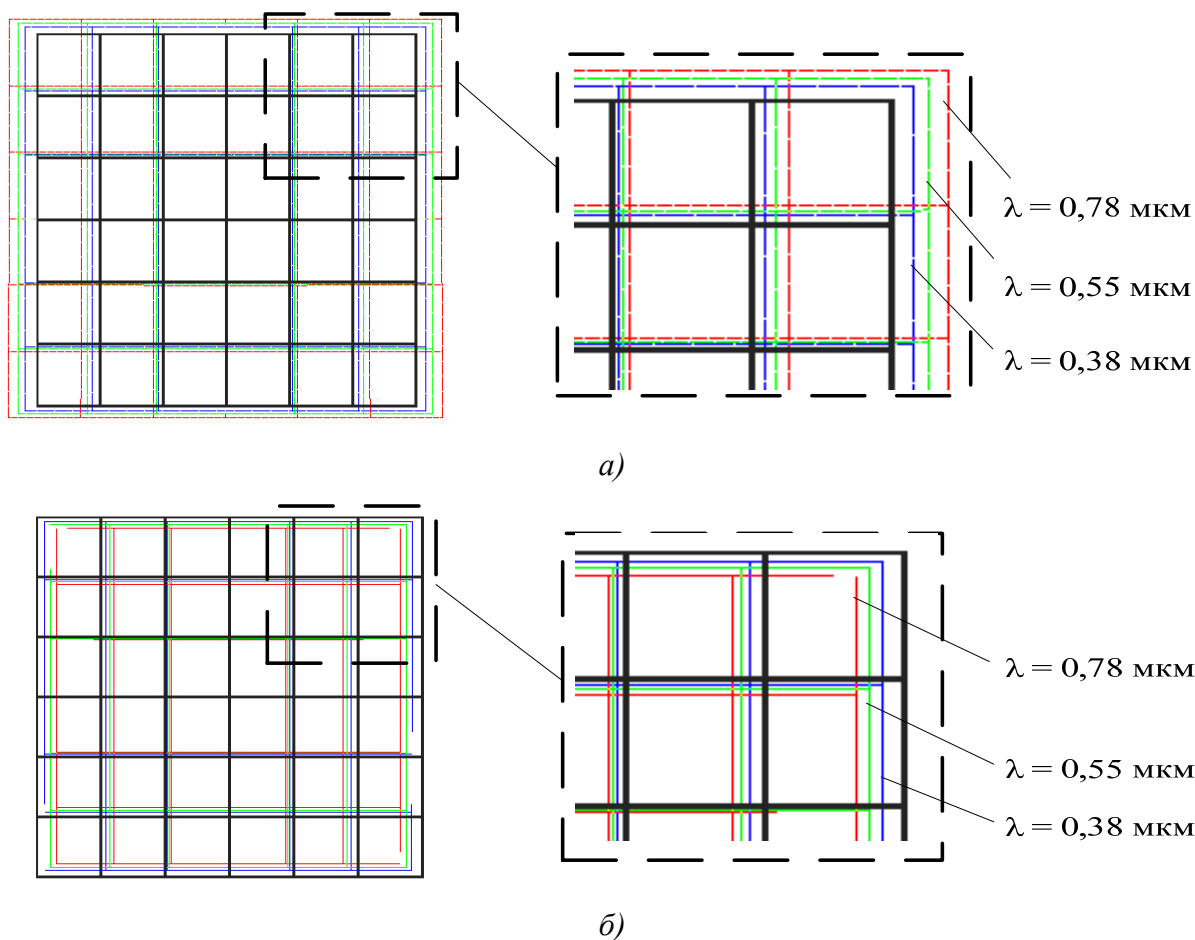 λ = 0,78 мкм
λ = 0,55 мкм
λ = 0,38 мкм
а)
λ = 0,78 мкм
λ = 0,55 мкм
λ = 0,38 мкм
б)